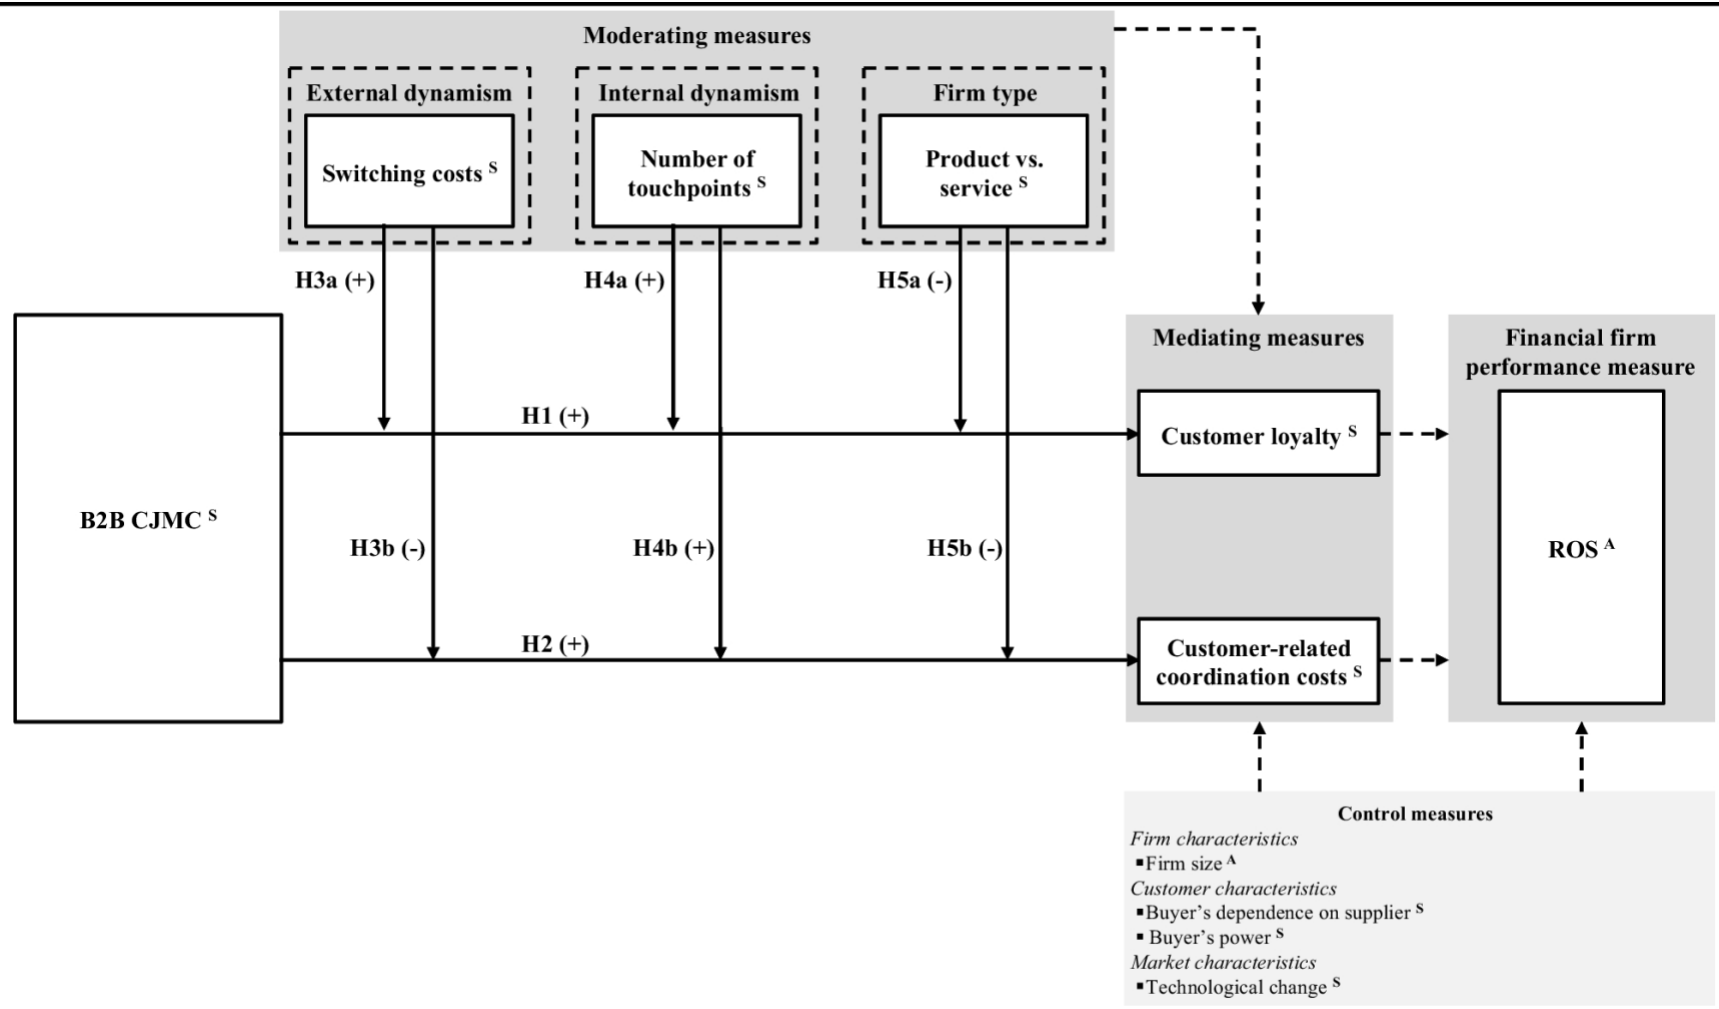 Moderating measures
External dynamism
Switching costs S
Internal dynamism
Number of
touchpoints S
Firm type
Product vs.
service S
H3a (+)
H4a (+)
H5a (-)
B2B CJMC S
H1 (+)
H3b (-)
H4b (+)
H5b (-)
H2 (+)
Mediating measures
Customer loyalty S
Customer-related
coordination costs S
Financial firm
performance measure
ROS A
Control measures
Firm characteristics
▪Firm size A
Customer characteristics
▪Buyer’s dependence on supplier S
▪ Buyer’s power S
Market characteristics
▪Technological change S